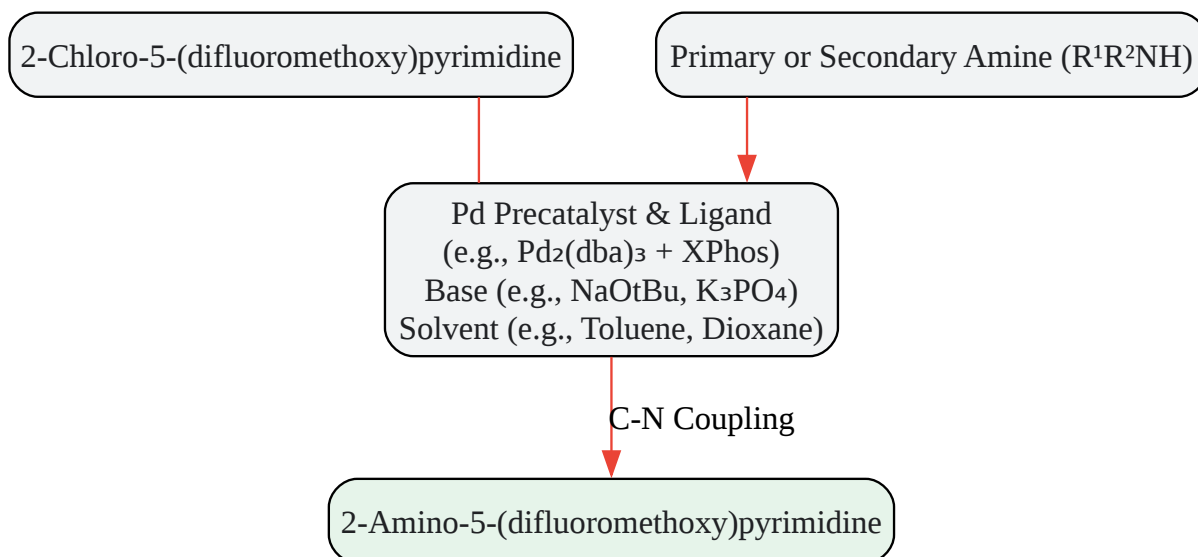 2-Chloro-5-(difluoromethoxy)pyrimidine
Primary or Secondary Amine (R¹R²NH)
Pd Precatalyst & Ligand
(e.g., Pd₂(dba)₃ + XPhos)
Base (e.g., NaOtBu, K₃PO₄)
Solvent (e.g., Toluene, Dioxane)
C-N Coupling
2-Amino-5-(difluoromethoxy)pyrimidine